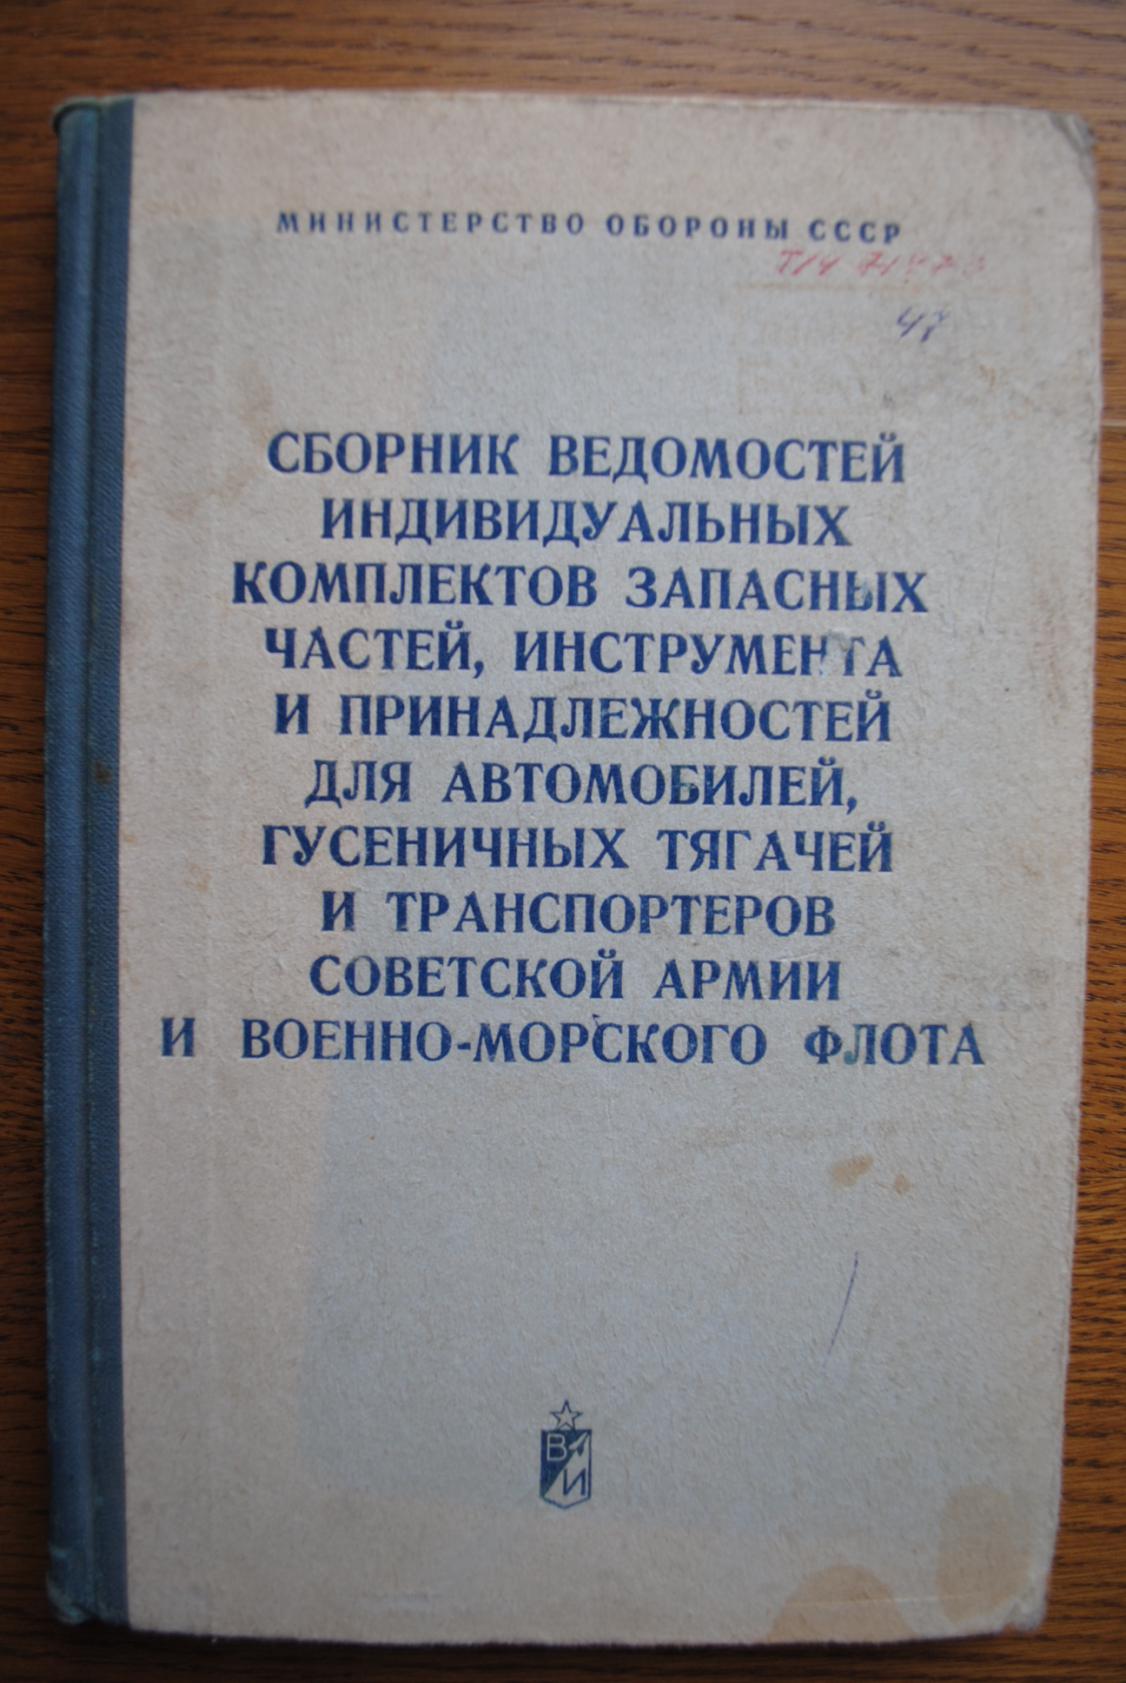 МИНИСТЕРСТВО ОБОРОНЫ СССР
47
СБОРНИК ВЕДОМОСТЕЙ
ИНДИВИДУАЛЬНЫХ
КОМПЛЕКТОВ ЗАПАСНЫХ
ЧАСТЕЙ, ИНСТРУМЕНТА
И ПРИНАДЛЕЖНОСТЕЙ
ДЛЯ АВТОМОБИЛЕЙ,
ГУСЕНИЧНЫХ ТЯГАЧЕЙ
И ТРАНСПОРТЕРОВ
СОВЕТСКОЙ АРМИИ
И ВОЕННО-МОРСКОГО ФЛОТА
В И